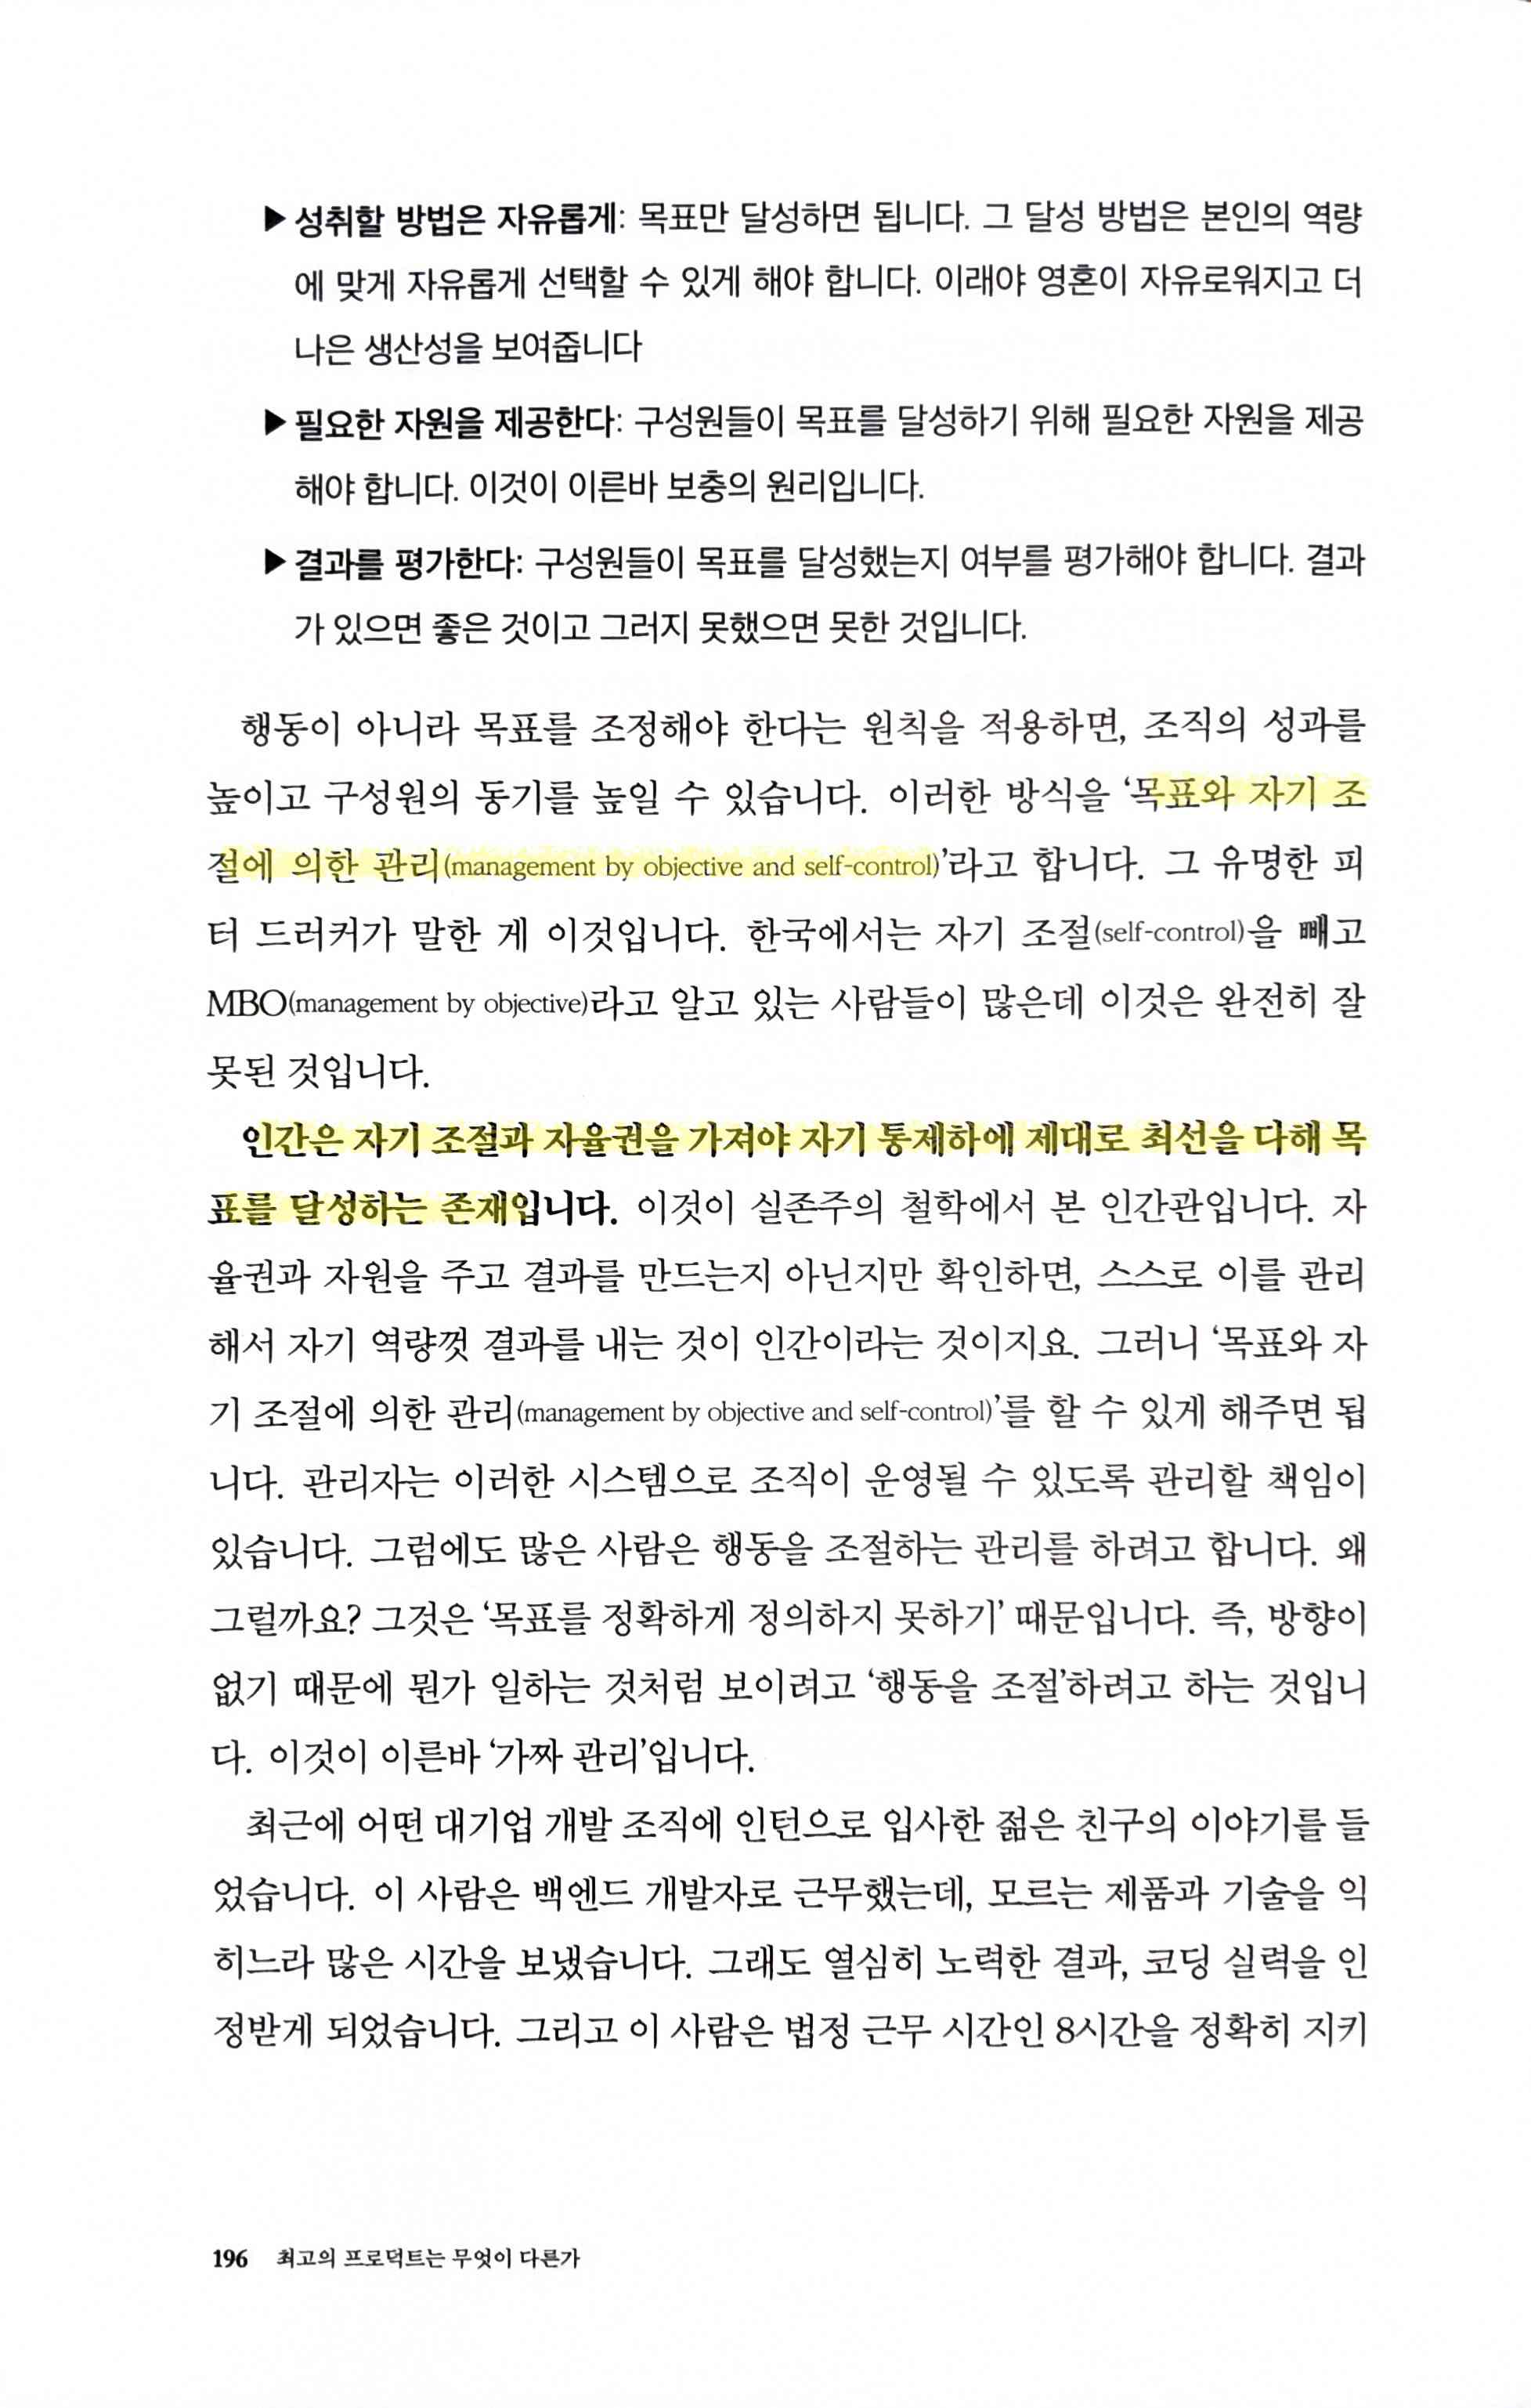 ▶ 성취할 방법은 자유롭게: 목표만 달성하면 됩니다. 그 달성 방법은 본인의 역량
에 맞게 자유롭게 선택할 수 있게 해야 합니다. 이래야 영혼이 자유로워지고 더
나은 생산성을 보여줍니다
▶ 필요한 자원을 제공한다: 구성원들이 목표를 달성하기 위해 필요한 자원을 제공
해야 합니다. 이것이 이른바 보충의 원리입니다.
▶ 결과를 평가한다: 구성원들이 목표를 달성했는지 여부를 평가해야 합니다. 결과
가 있으면 좋은 것이고 그러지 못했으면 못한 것입니다.
행동이 아니라 목표를 조정해야 한다는 원칙을 적용하면, 조직의 성과를
높이고 구성원의 동기를 높일 수 있습니다. 이러한 방식을 ‘목표와 자기 조
절에 의한 관리(management by objective and self-control)’라고 합니다. 그 유명한 피
터 드러커가 말한 게 이것입니다. 한국에서는 자기 조절(self-control)을 빼고
MBO(management by objective)라고 알고 있는 사람들이 많은데 이것은 완전히 잘
못된 것입니다.
인간은 자기 조절과 자율권을 가져야 자기 통제하에 제대로 최선을 다해 목
표를 달성하는 존재입니다. 이것이 실존주의 철학에서 본 인간관입니다. 자
율권과 자원을 주고 결과를 만드는지 아닌지만 확인하면, 스스로 이를 관리
해서 자기 역량껏 결과를 내는 것이 인간이라는 것이지요. 그러니 ‘목표와 자
기 조절에 의한 관리(management by objective and self-control)’를 할 수 있게 해주면 됩
니다. 관리자는 이러한 시스템으로 조직이 운영될 수 있도록 관리할 책임이
있습니다. 그럼에도 많은 사람은 행동을 조절하는 관리를 하려고 합니다. 왜
그럴까요? 그것은 ‘목표를 정확하게 정의하지 못하기’ 때문입니다. 즉, 방향이
없기 때문에 뭔가 일하는 것처럼 보이려고 ‘행동을 조절’하려고 하는 것입니
다. 이것이 이른바 ‘가짜 관리’입니다.
최근에 어떤 대기업 개발 조직에 인턴으로 입사한 젊은 친구의 이야기를 들
었습니다. 이 사람은 백엔드 개발자로 근무했는데, 모르는 제품과 기술을 익
히느라 많은 시간을 보냈습니다. 그래도 열심히 노력한 결과, 코딩 실력을 인
정받게 되었습니다. 그리고 이 사람은 법정 근무 시간인 8시간을 정확히 지키
196 최고의 프로덕트는 무엇이 다른가